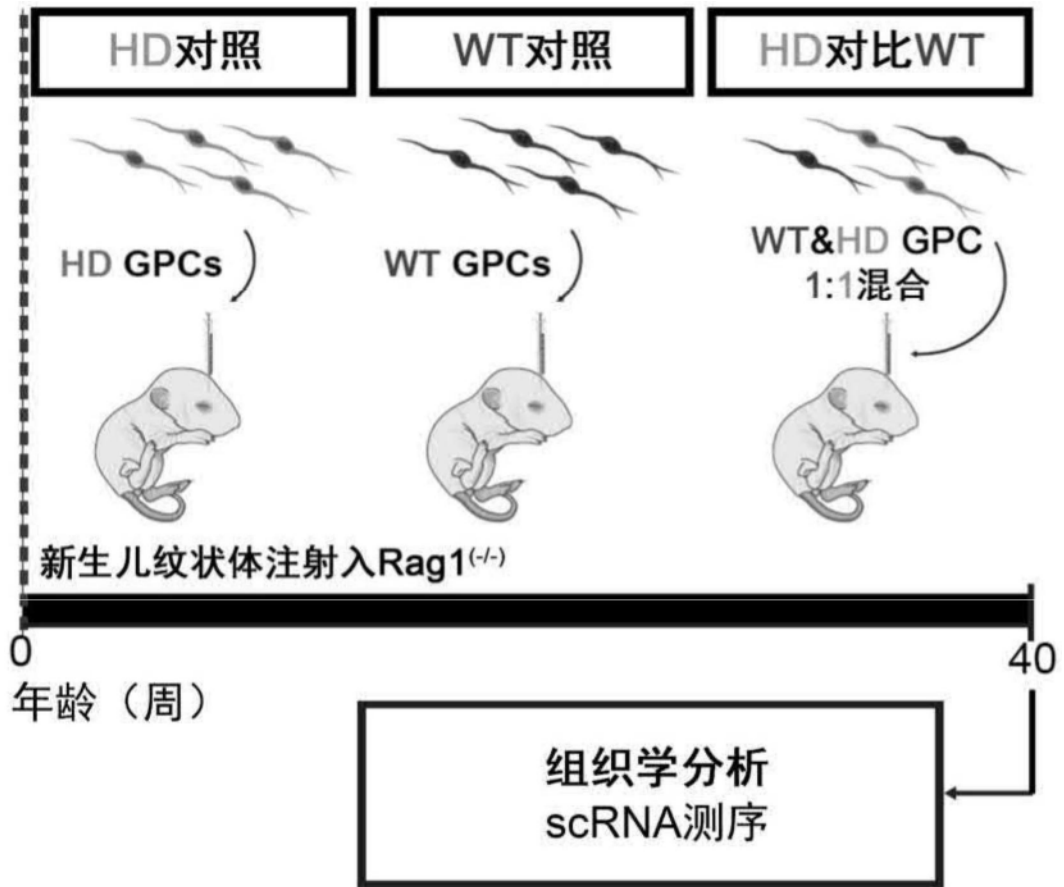 HD对照
WT对照
HD对比WT
HD GPCs
WT GPCs
WT&HD GPC
1:1混合
新生儿纹状体注射入Rag1(-/-)
0
40
年龄（周）
组织学分析
scRNA测序